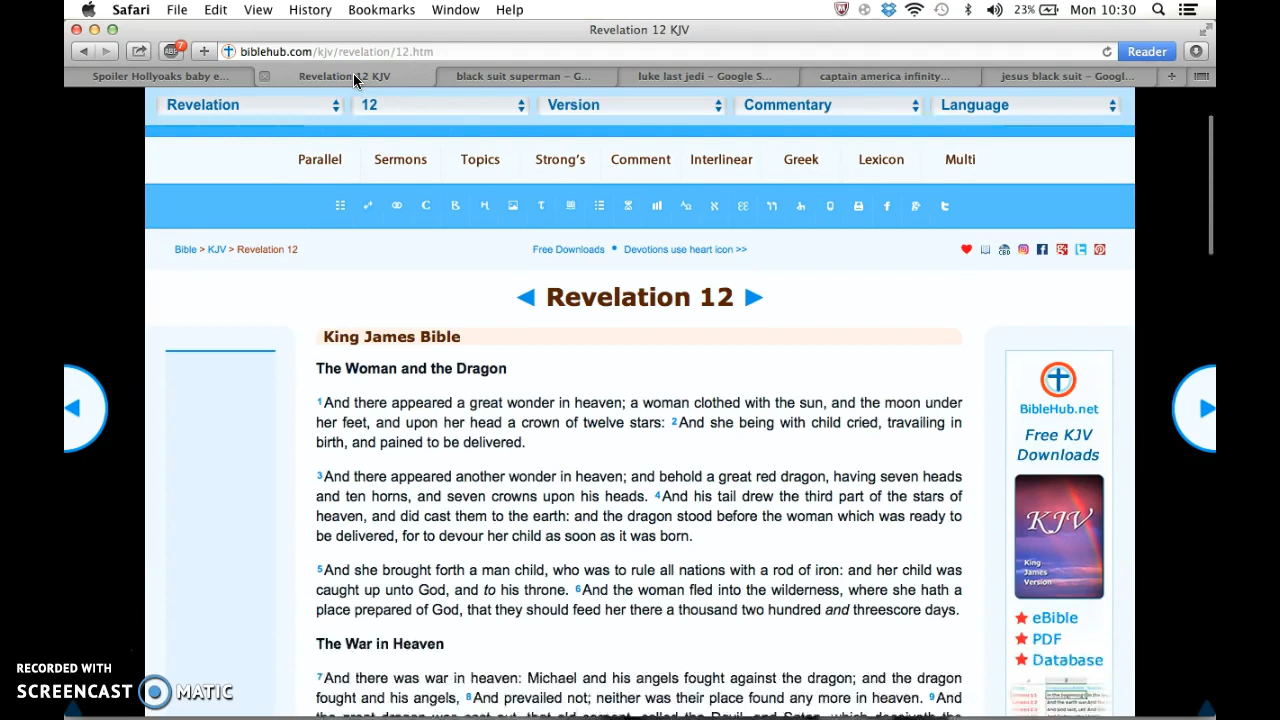 Safari File Edit View History Bookmarks Window Help 23% Mon 10:30
Revelation 12 KJV
biblehub.com/kjv/revelation/12.htm Reader
Spoiler Hollyoaks baby e... Revelation 12 KJV black suit superman – G... luke last jedi – Google S... captain america infinity... jesus black suit – Googl...
Revelation 12 Version Commentary Language
Parallel Sermons Topics Strong's Comment Interlinear Greek Lexicon Multi
Bible > KJV > Revelation 12 Free Downloads • Devotions use heart icon >>
Revelation 12
King James Bible
The Woman and the Dragon
1And there appeared a great wonder in heaven; a woman clothed with the sun, and the moon under
her feet, and upon her head a crown of twelve stars: 2And she being with child cried, travailing in
birth, and pained to be delivered.
3And there appeared another wonder in heaven; and behold a great red dragon, having seven heads
and ten horns, and seven crowns upon his heads. 4And his tail drew the third part of the stars of
heaven, and did cast them to the earth: and the dragon stood before the woman which was ready to
be delivered, for to devour her child as soon as it was born.
5And she brought forth a man child, who was to rule all nations with a rod of iron: and her child was
caught up unto God, and to his throne. 6And the woman fled into the wilderness, where she hath a
place prepared of God, that they should feed her there a thousand two hundred and threescore days.
The War in Heaven
7And there was war in heaven: Michael and his angels fought against the dragon; and the dragon
his angels. 8And prevailed not; neither was their place found any more in heaven. 9And
BibleHub.net
Free KJV
Downloads
KJV
King
James
Version
eBible
PDF
Database
RECORDED WITH
SCREENCAST MATIC